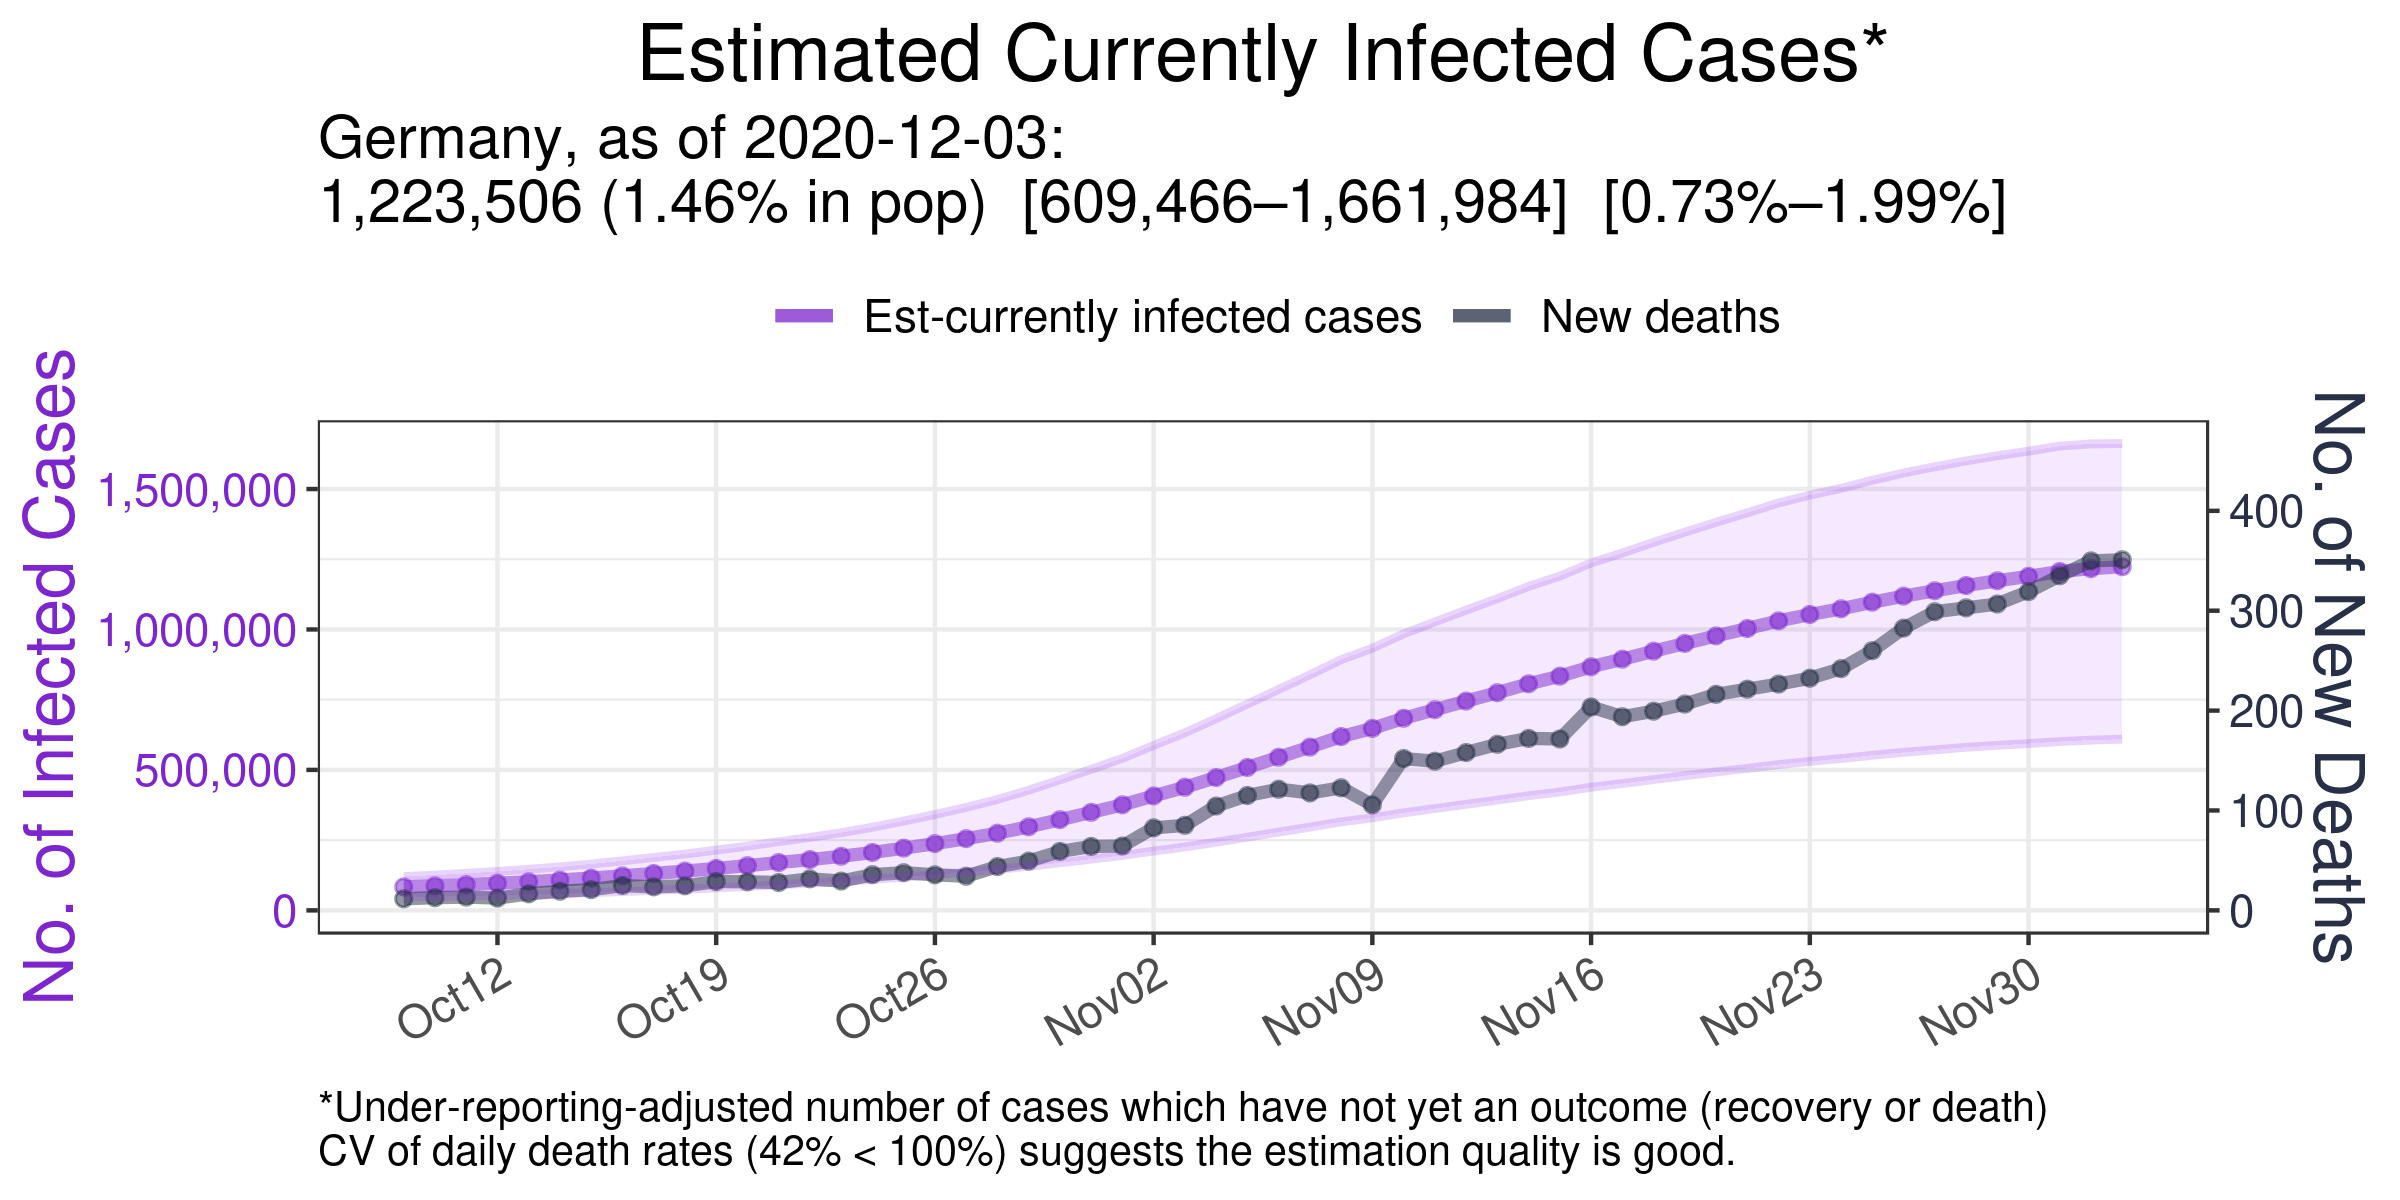 Estimated Currently Infected Cases*
Germany, as of 2020-12-03:
1,223,506 (1.46% in pop)  [609,466–1,661,984]  [0.73%–1.99%]
Est-currently infected cases
New deaths
No. of Infected Cases
1,500,000
1,000,000
500,000
0
400
300
200
100
0
No. of New Deaths
Oct12
Oct19
Oct26
Nov02
Nov09
Nov16
Nov23
Nov30
*Under-reporting-adjusted number of cases which have not yet an outcome (recovery or death)
CV of daily death rates (42% < 100%) suggests the estimation quality is good.